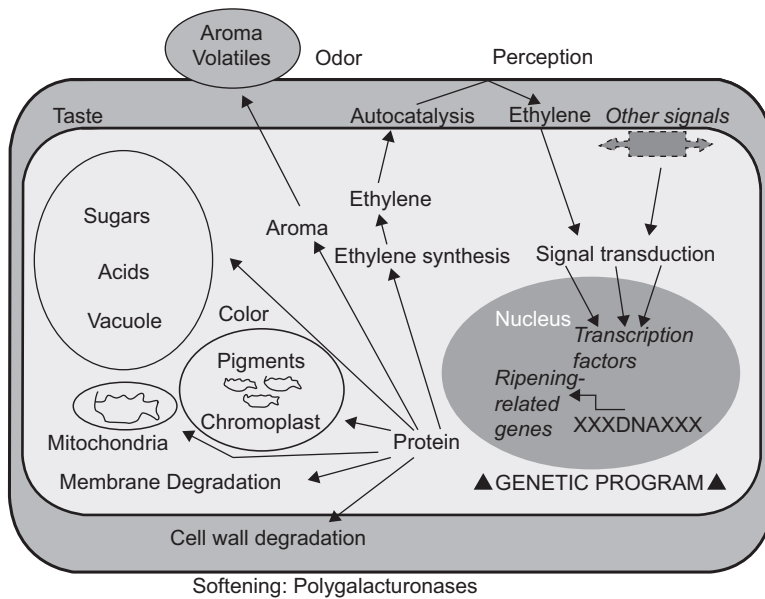 Aroma
Volatiles
Odor
Perception
Taste
Autocatalysis
Ethylene
Other signals
Sugars
Acids
Vacuole
Aroma
Ethylene
Ethylene synthesis
Signal transduction
Color
Pigments
Chromoplast
Nucleus
Transcription
factors
Ripening-
related
genes
XXXDNAXXX
Mitochondria
Protein
Membrane Degradation
▲GENETIC PROGRAM▲
Cell wall degradation
Softening: Polygalacturonases